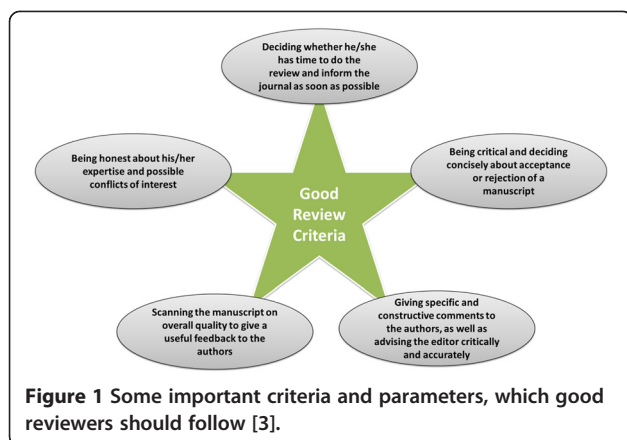 Deciding whether he/she
has time to do the
review and inform the
journal as soon as possible
Being honest about his/her
expertise and possible
conflicts of interest
Being critical and deciding
concisely about acceptance
or rejection of a
manuscript
Good
Review
Criteria
Scanning the manuscript on
overall quality to give a
useful feedback to the
authors
Giving specific and
constructive comments to
the authors, as well as
advising the editor critically
and accurately
Figure 1 Some important criteria and parameters, which good
reviewers should follow [3].